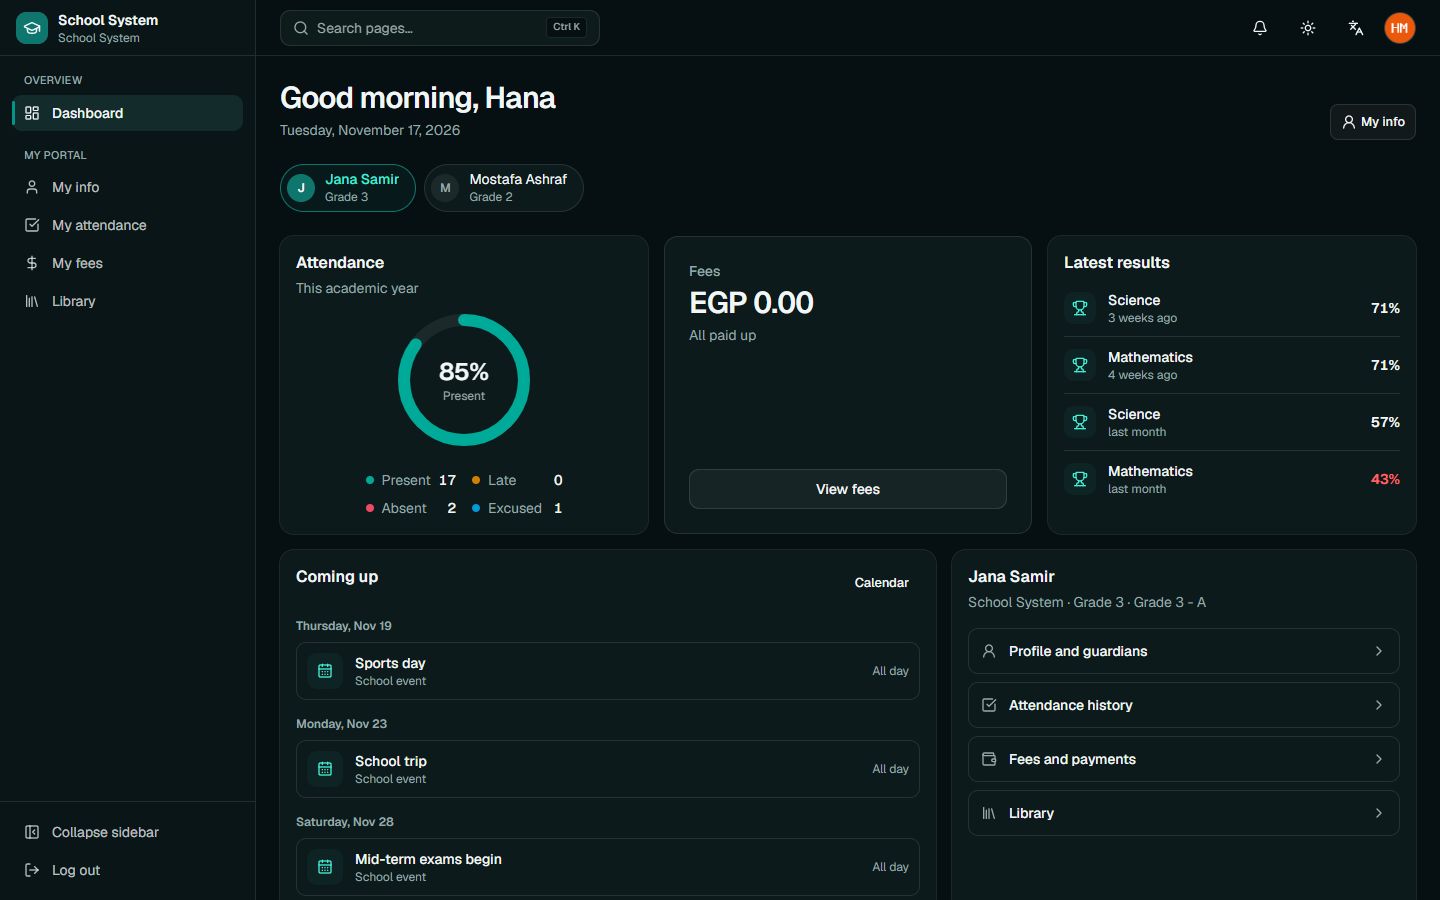 School System
School System
Search pages...
Ctrl K
HM
OVERVIEW
Dashboard
MY PORTAL
My info
My attendance
My fees
Library
Collapse sidebar
Log out
Good morning, Hana
Tuesday, November 17, 2026
My info
J
Jana Samir
Grade 3
M
Mostafa Ashraf
Grade 2
Attendance
This academic year
85%
Present
Present 17
Late 0
Absent 2
Excused 1
Fees
EGP 0.00
All paid up
View fees
Latest results
Science
3 weeks ago
71%
Mathematics
4 weeks ago
71%
Science
last month
57%
Mathematics
last month
43%
Coming up
Calendar
Thursday, Nov 19
Sports day
School event
All day
Monday, Nov 23
School trip
School event
All day
Saturday, Nov 28
Mid-term exams begin
School event
All day
Jana Samir
School System · Grade 3 · Grade 3 - A
Profile and guardians
Attendance history
Fees and payments
Library